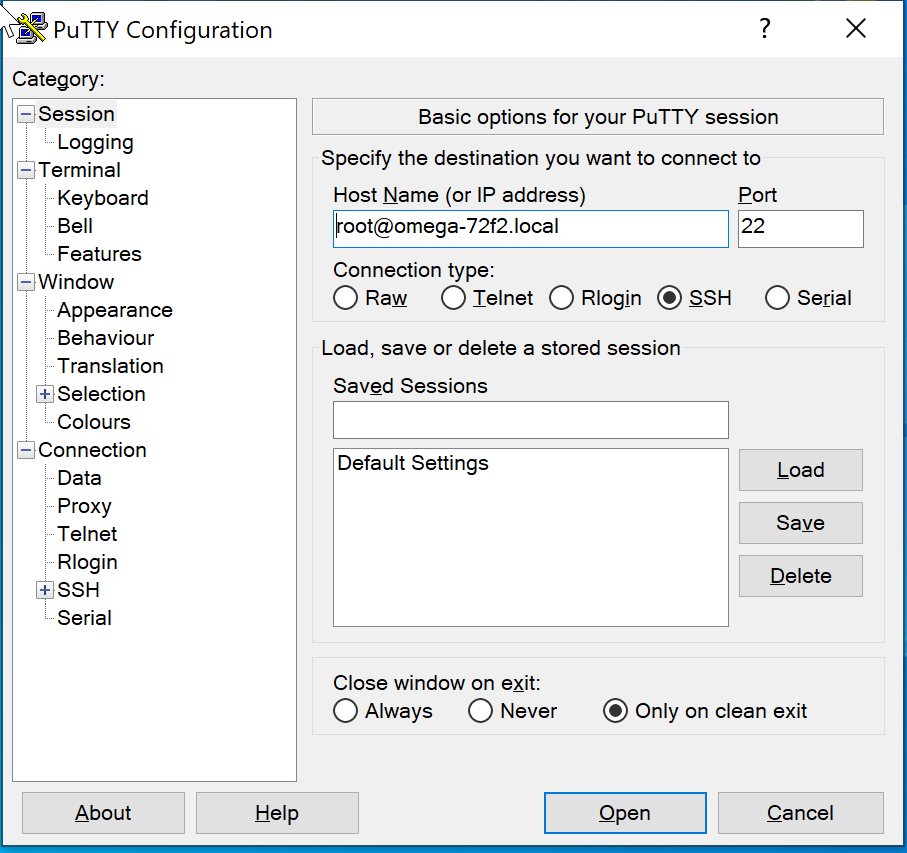 PuTTY Configuration
?
Category:
Session
Logging
Terminal
Keyboard
Bell
Features
Window
Appearance
Behaviour
Translation
Selection
Colours
Connection
Data
Proxy
Telnet
Rlogin
SSH
Serial
Basic options for your PuTTY session
Specify the destination you want to connect to
Host Name (or IP address) Port
root@omega-72f2.local 22
Connection type:
Raw Telnet Rlogin SSH Serial
Load, save or delete a stored session
Saved Sessions
Default Settings
Load
Save
Delete
Close window on exit:
Always Never Only on clean exit
About Help Open Cancel